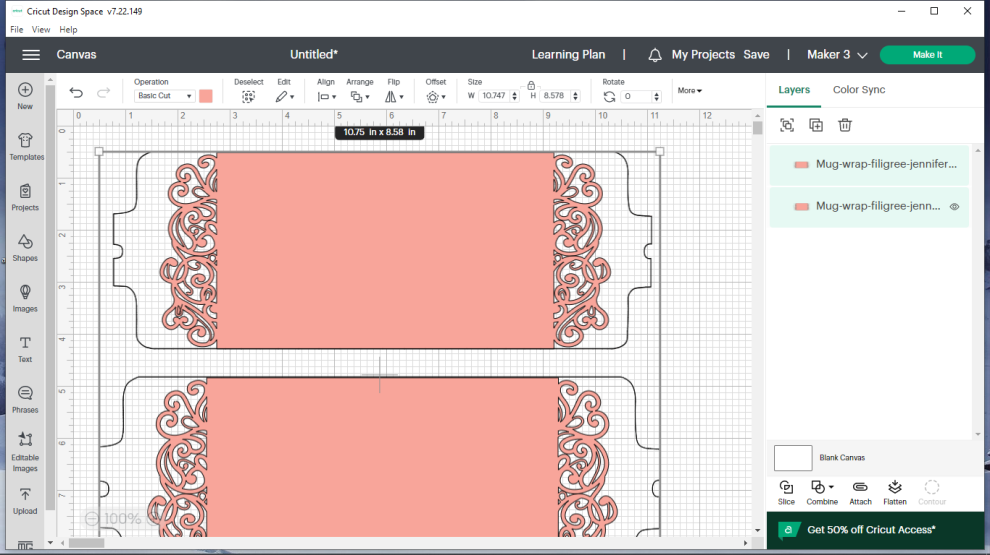 cricut Cricut Design Space v7.22.149
File View Help
Canvas Untitled* Learning Plan | My Projects Save | Maker 3 Make It
Operation Deselect Edit Align Arrange Flip Offset Size Rotate
Basic Cut W 10.747 H 8.578 0 More
Layers Color Sync
New
Templates
Projects
Shapes
Images
Text
Phrases
Editable
Images
Upload
0 1 2 3 4 5 6 7 8 9 10 11 12
10.75 in x 8.58 in
0
1
2
3
4
5
6
7
100%
Mug-wrap-filigree-jennifer...
Mug-wrap-filigree-jenn...
Blank Canvas
Slice Combine Attach Flatten Contour
Get 50% off Cricut Access*